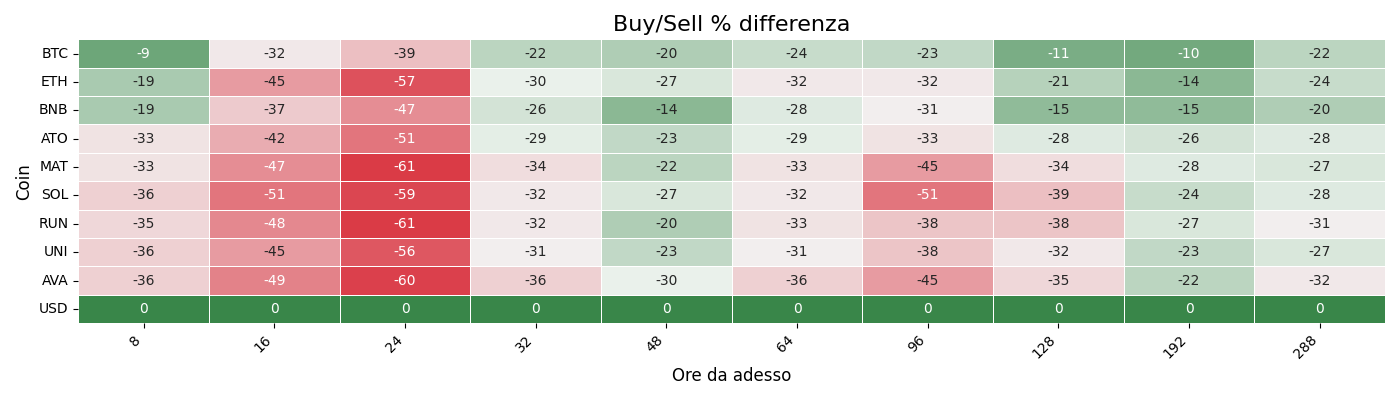 Buy/Sell % differenza
Coin
BTC -9 -32 -39 -22 -20 -24 -23 -11 -10 -22
ETH -19 -45 -57 -30 -27 -32 -32 -21 -14 -24
BNB -19 -37 -47 -26 -14 -28 -31 -15 -15 -20
ATO -33 -42 -51 -29 -23 -29 -33 -28 -26 -28
MAT -33 -47 -61 -34 -22 -33 -45 -34 -28 -27
SOL -36 -51 -59 -32 -27 -32 -51 -39 -24 -28
RUN -35 -48 -61 -32 -20 -33 -38 -38 -27 -31
UNI -36 -45 -56 -31 -23 -31 -38 -32 -23 -27
AVA -36 -49 -60 -36 -30 -36 -45 -35 -22 -32
USD 0 0 0 0 0 0 0 0 0 0
8 16 24 32 48 64 96 128 192 288
Ore da adesso